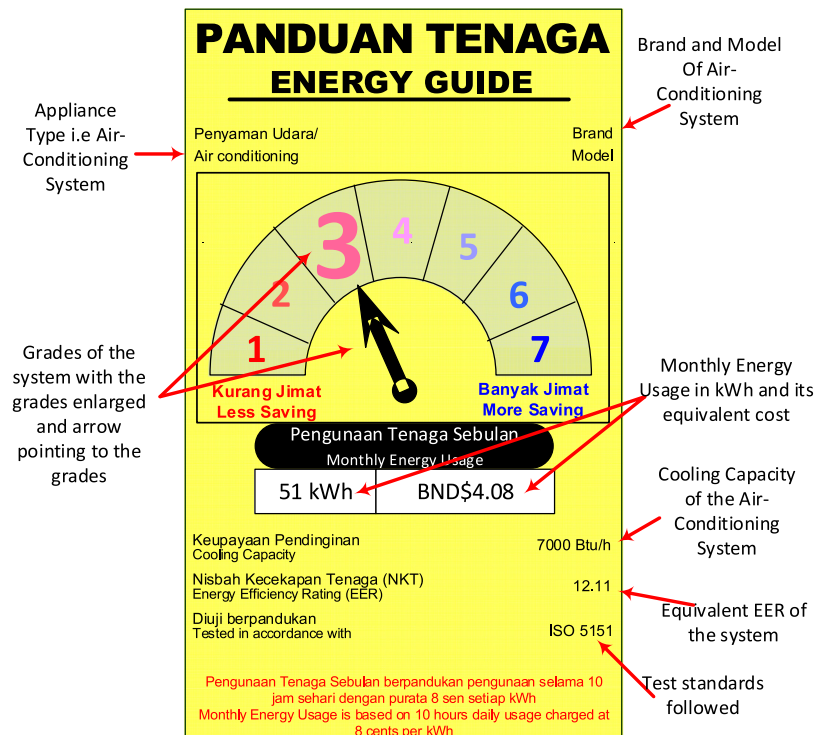 PANDUAN TENAGA
ENERGY GUIDE
Appliance
Type i.e Air-
Conditioning
System
Brand and Model
Of Air-
Conditioning
System
Penyaman Udara/
Air conditioning
Brand
Model
1
2
3
4
5
6
7
Kurang Jimat
Less Saving
Banyak Jimat
More Saving
Grades of the
system with the
grades enlarged
and arrow
pointing to the
grades
Monthly Energy
Usage in kWh and its
equivalent cost
Pengunaan Tenaga Sebulan
Monthly Energy Usage
51 kWh
BND$4.08
Cooling Capacity
of the Air-
Conditioning
System
Keupayaan Pendinginan
Cooling Capacity
7000 Btu/h
Nisbah Kecekapan Tenaga (NKT)
Energy Efficiency Rating (EER)
12.11
Equivalent EER of
the system
Diuji berpandukan
Tested in accordance with
ISO 5151
Test standards
followed
Pengunaan Tenaga Sebulan berpandukan pengunaan selama 10
jam sehari dengan purata 8 sen setiap kWh
Monthly Energy Usage is based on 10 hours daily usage charged at
8 cents per kWh